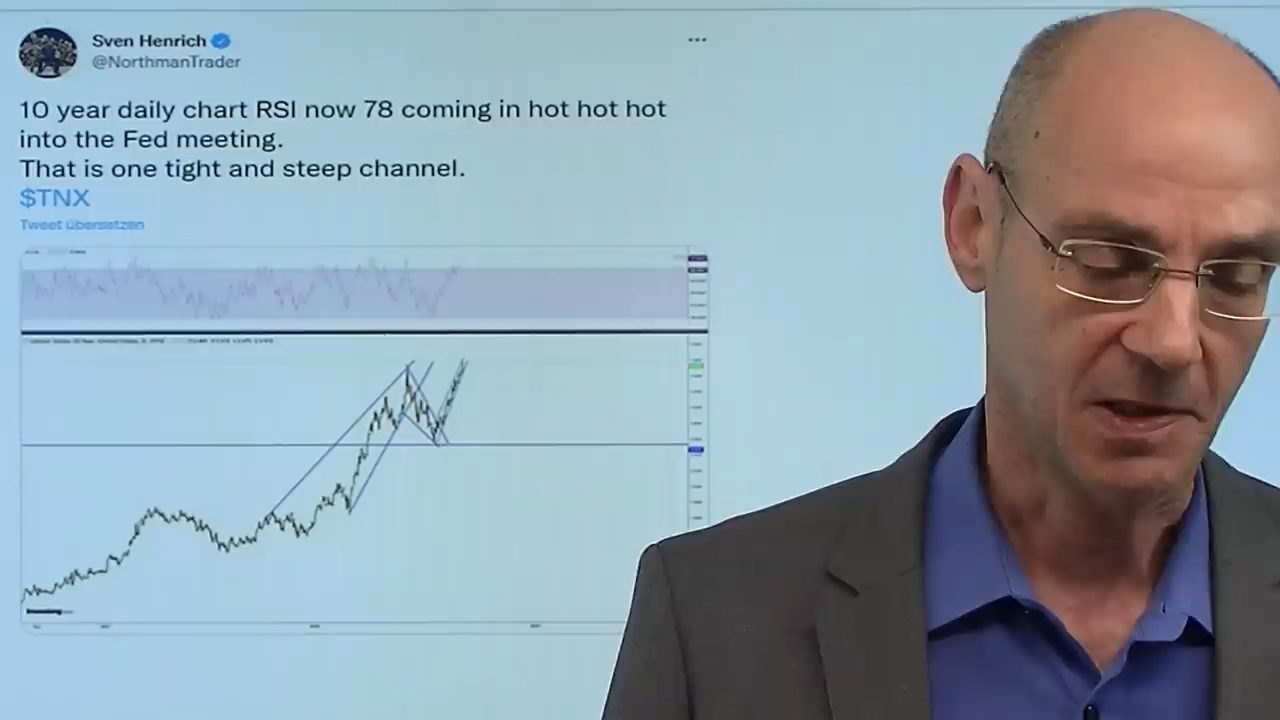 Sven Henrich
@NorthmanTrader
10 year daily chart RSI now 78 coming in hot hot hot
into the Fed meeting.
That is one tight and steep channel.
$TNX
Tweet übersetzen